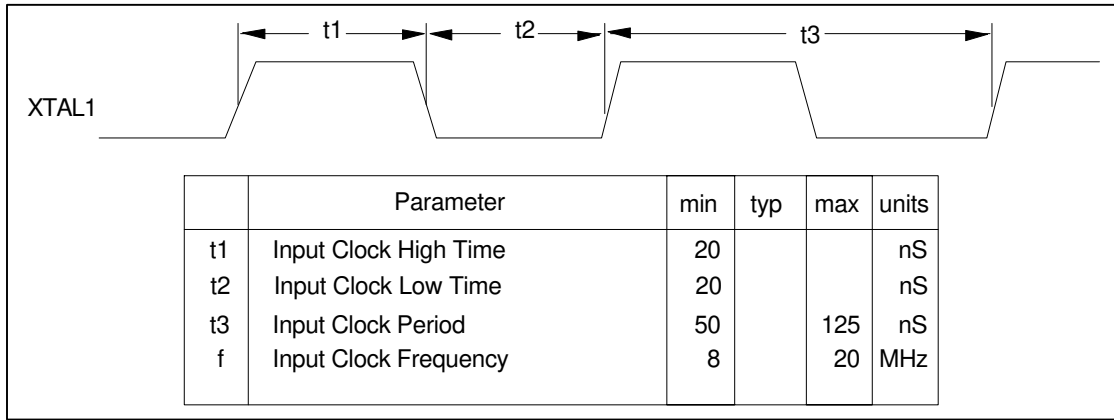 t1 t2 t3
XTAL1
Parameter min typ max units
t1 Input Clock High Time 20 nS
t2 Input Clock Low Time 20 nS
t3 Input Clock Period 50 125 nS
f Input Clock Frequency 8 20 MHz